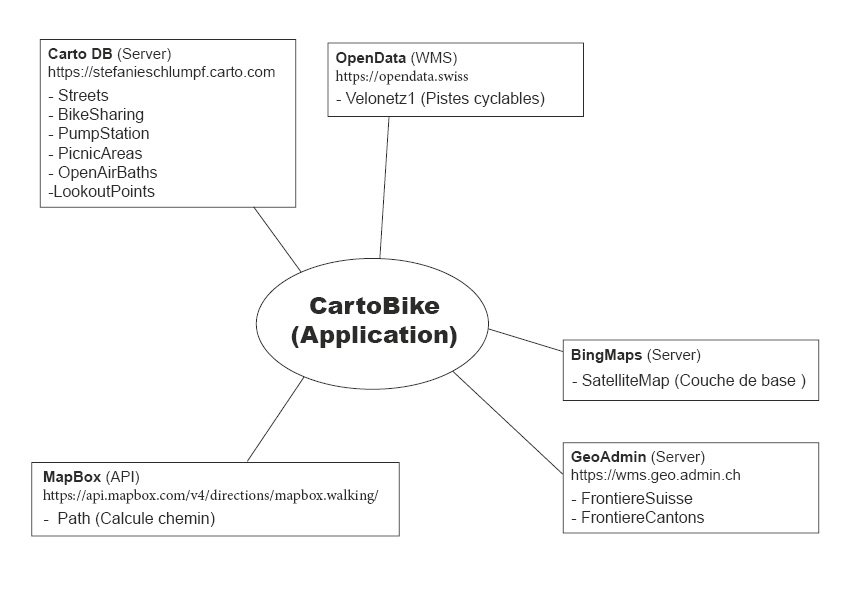 Carto DB (Server)
https://stefanieschlumpf.carto.com
- Streets
- BikeSharing
- PumpStation
- PicnicAreas
- OpenAirBaths
-LookoutPoints
OpenData (WMS)
https://opendata.swiss
- Velonetz1 (Pistes cyclables)
CartoBike
(Application)
BingMaps (Server)
- SatelliteMap (Couche de base )
GeoAdmin (Server)
https://wms.geo.admin.ch
- FrontiereSuisse
- FrontiereCantons
MapBox (API)
https://api.mapbox.com/v4/directions/mapbox.walking/
- Path (Calcule chemin)